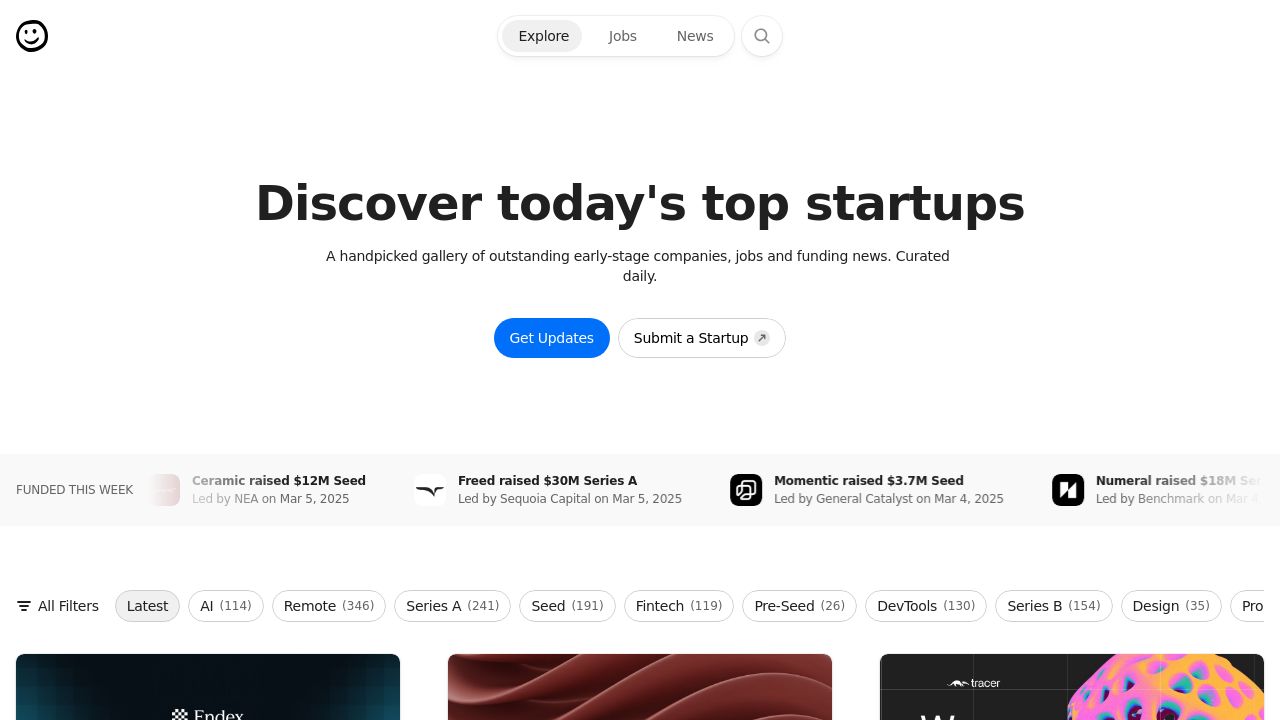 Explore
Jobs
News
Discover today's top startups
A handpicked gallery of outstanding early-stage companies, jobs and funding news. Curated
daily.
Get Updates
Submit a Startup
FUNDED THIS WEEK
Ceramic raised $12M Seed
Led by NEA on Mar 5, 2025
Freed raised $30M Series A
Led by Sequoia Capital on Mar 5, 2025
Momentic raised $3.7M Seed
Led by General Catalyst on Mar 4, 2025
Numeral raised $18M Ser
Led by Benchmark on Mar 4
All Filters
Latest
AI (114)
Remote (346)
Series A (241)
Seed (191)
Fintech (119)
Pre-Seed (26)
DevTools (130)
Series B (154)
Design (35)
Pro
Endex
tracer